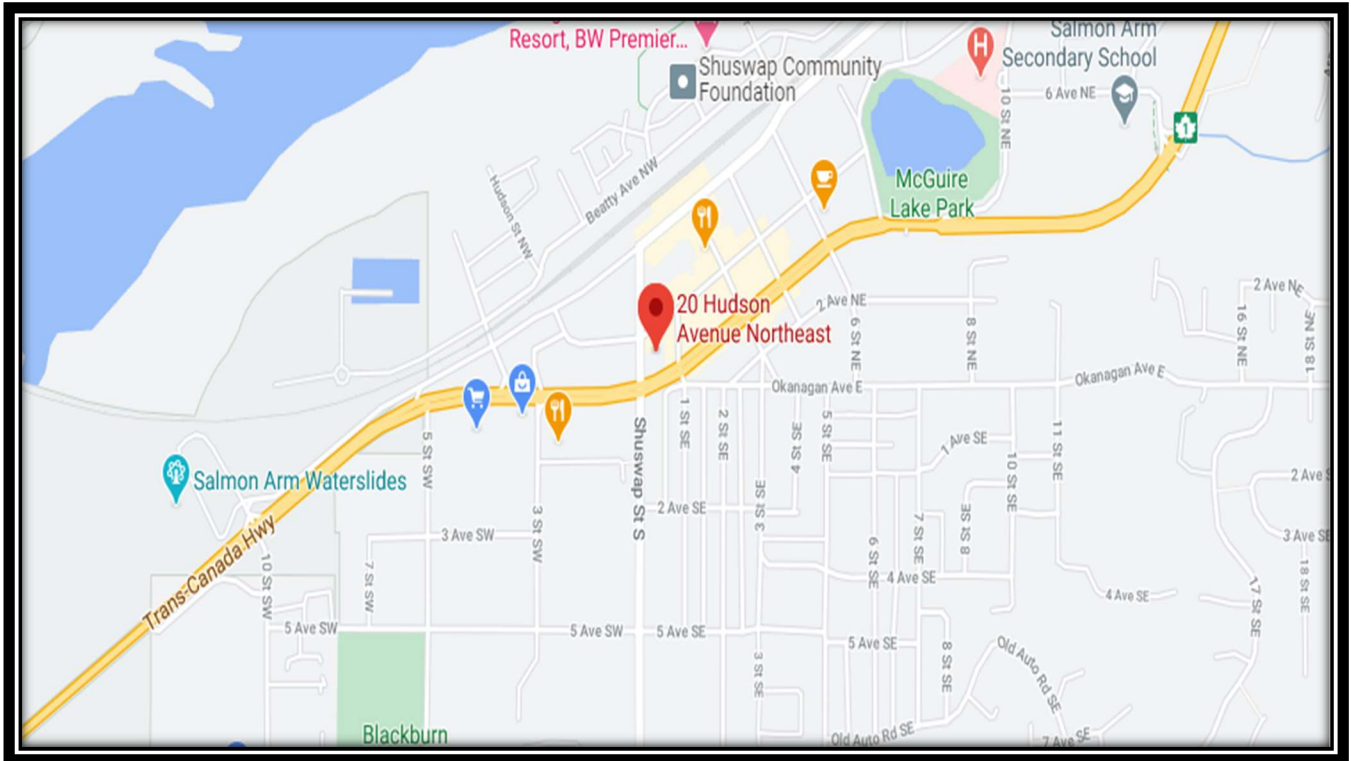 Resort, BW Premier...
Shuswap Community
Foundation
H
Salmon Arm
Secondary School
6 Ave NE
10 St NE
1
McGuire
Lake Park
Beatty Ave NW
Hudson St NW
20 Hudson
Avenue Northeast
2 Ave NE
6 St NE
8 St NE
2 Ave NE
16 St NE
18 St NE
Okanagan Ave E
Okanagan Ave E
1 St SE
2 St SE
4 St SE
5 St SE
1 Ave SE
11 St SE
10 St SE
5 St SW
Shuswap St S
Salmon Arm Waterslides
2 Ave SE
3 St SE
2 Ave
3 Ave SW
3 St SW
7 St SE
8 St SE
6 St SE
3 Ave SE
Trans-Canada Hwy
10 St SW
7 St SW
4 Ave SE
4 Ave SE
17 St SE
18 St SE
5 Ave SW
5 Ave SW
5 Ave SE
5 Ave SE
8 St SE
3 St SE
Old Auto Rd SE
Old Auto Rd SE
7 Ave SE
Blackburn